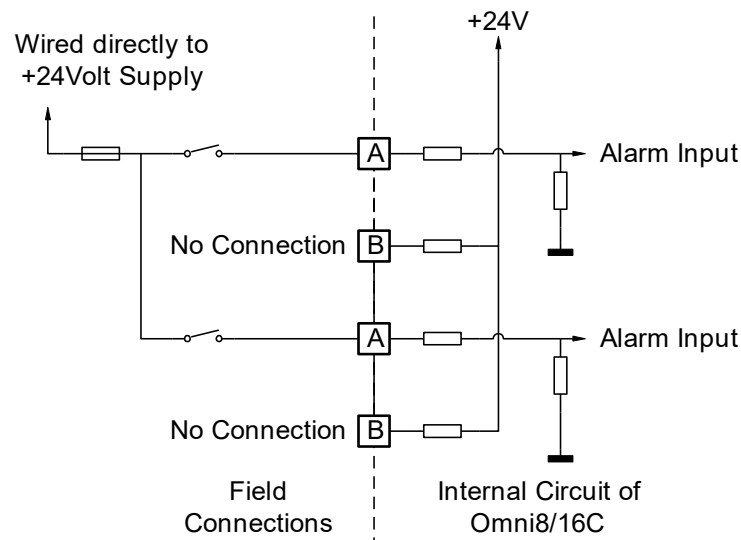 +24V
Wired directly to
+24Volt Supply
A
Alarm Input
No Connection
B
A
Alarm Input
No Connection
B
Field
Connections
Internal Circuit of
Omni8/16C